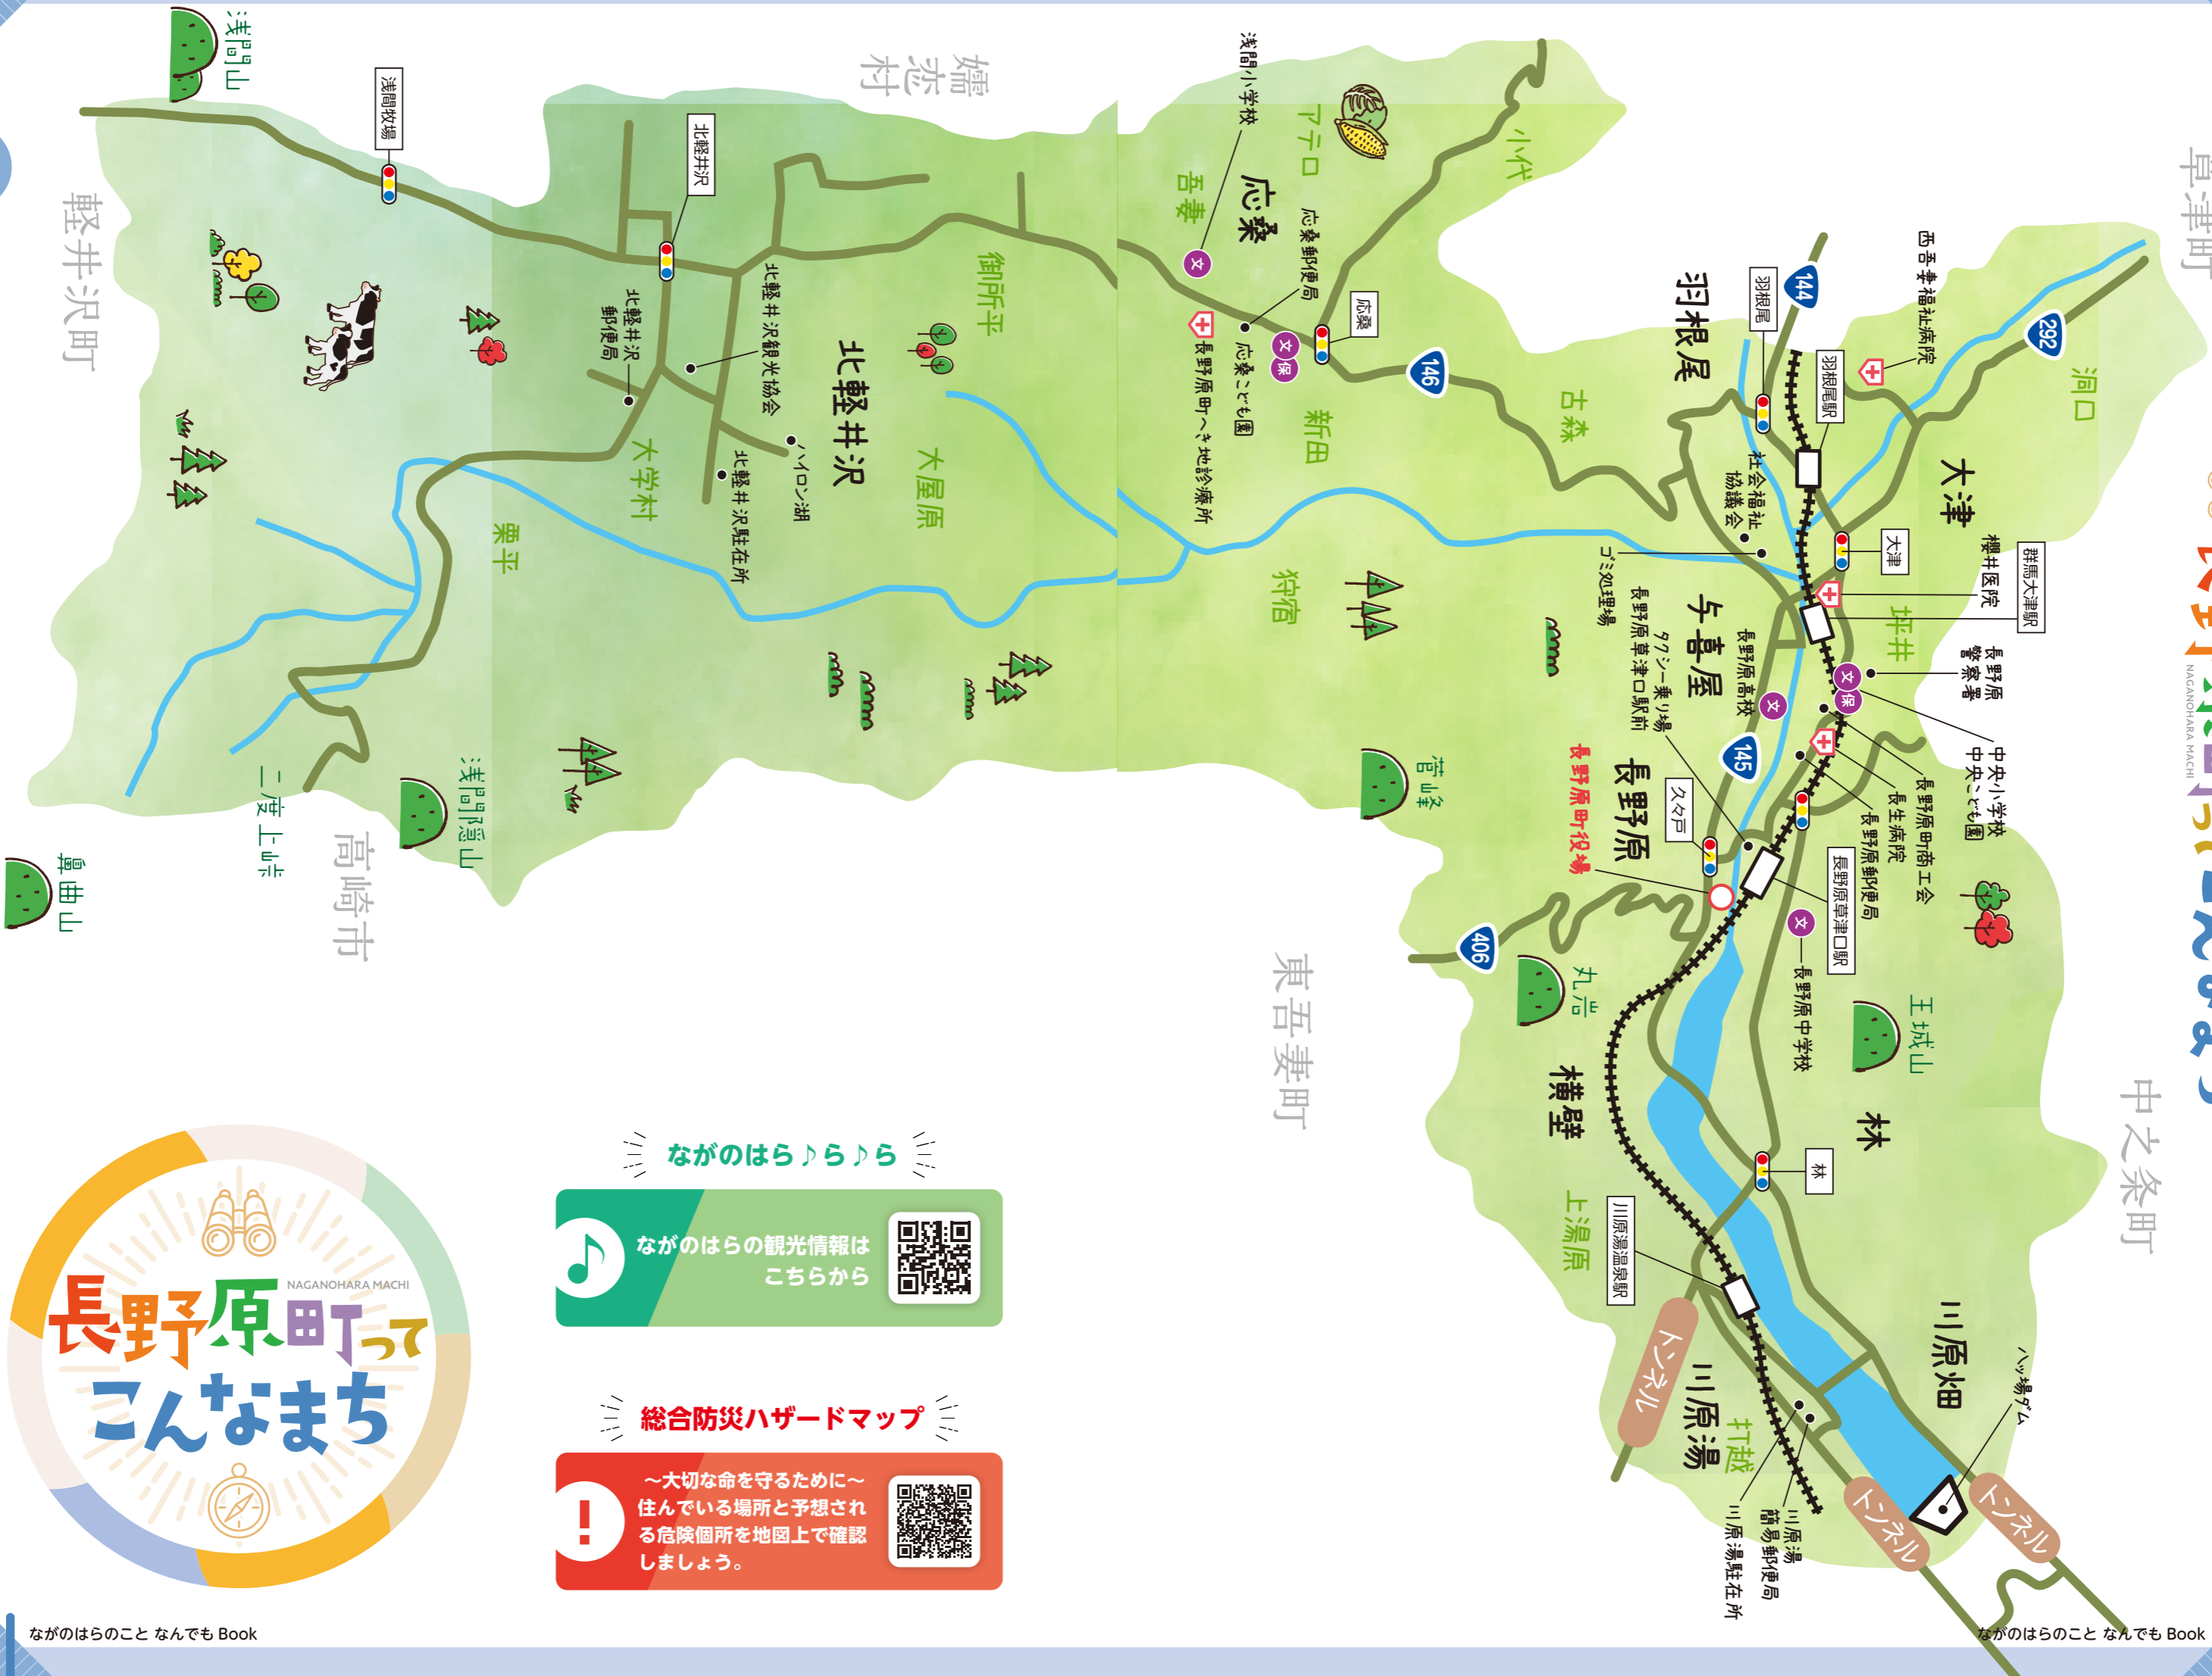 浅間山
浅間牧場
軽井沢町
嬬恋村
北軽井沢
北軽井沢
郵便局
北軽井沢観光協会
北軽井沢
ハイロン湖
北軽井沢駐在所
大学村
大屋原
御所平
栗平
二度上峠
浅間隠山
鼻曲山
高崎市
浅間小学校
アテロ
小代
吾妻
応桑
応桑郵便局
応桑
応桑こども園
長野原町へき地診療所
文
文
保
146
新田
古森
狩宿
菅峰
東吾妻町
草津町
292
洞口
西吾妻福祉病院
144
羽根尾
羽根尾
羽根尾駅
大津
大津
社会福祉
協議会
ゴミ処理場
櫻井医院
群馬大津駅
坪井
長野原
警察署
文
保
中央小学校
中央こども園
与喜屋
長野原高校
文
長野原草津口駅前
タクシー乗り場
145
長野原町商工会
長生病院
長野原郵便局
長野原
長野原町役場
久々戸
長野原草津口駅
文
長野原中学校
406
丸岩
王城山
中之条町
横壁
林
林
上湯原
川原湯温泉駅
トンネル
川原湯
打越
川原畑
八ッ場ダム
トンネル
トンネル
川原湯
簡易郵便局
川原湯駐在所
NAGANOHARA MACHI
ながのはら♪ら♪ら
ながのはらの観光情報は
こちらから
総合防災ハザードマップ
～大切な命を守るために～
住んでいる場所と予想され
る危険個所を地図上で確認
しましょう。
NAGANOHARA MACHI
長野原町って
こんなまち
ながのはらのこと なんでも Book
ながのはらのこと なんでも Book